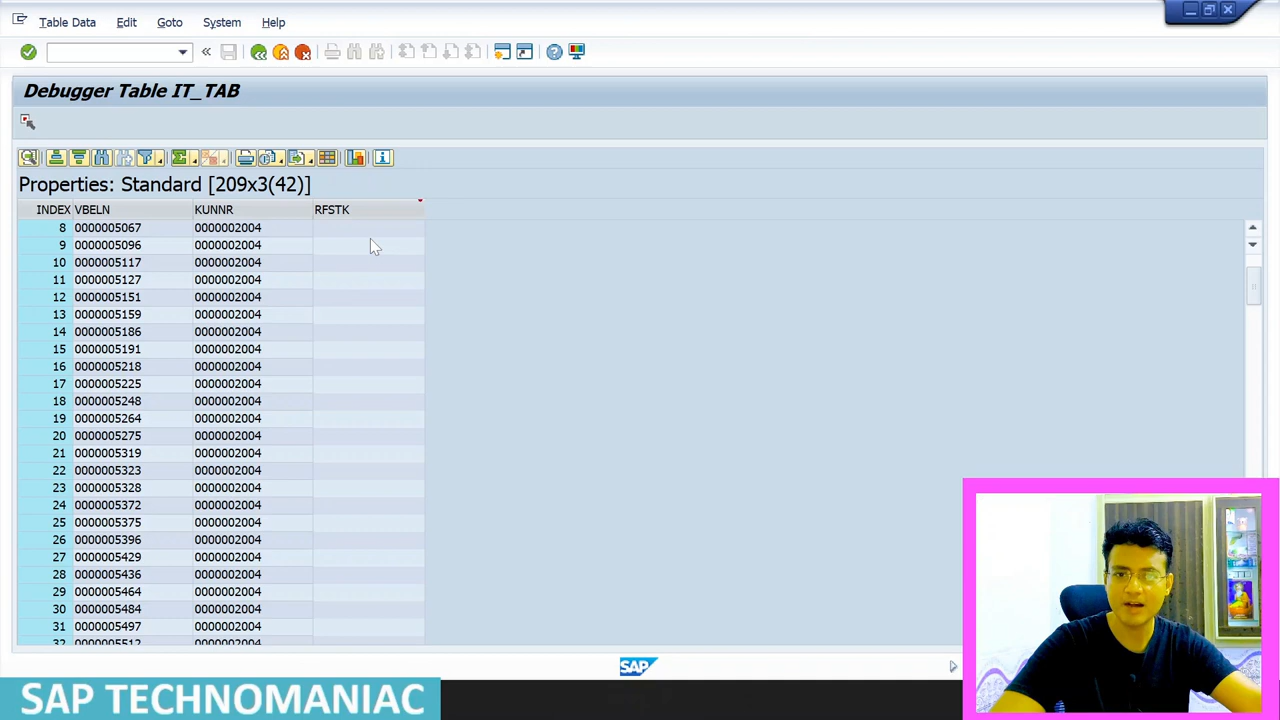 Table Data Edit Goto System Help
Debugger Table IT_TAB
Properties: Standard [209x3(42)]
INDEX VBELN KUNNR RFSTK
8 0000005067 0000002004
9 0000005096 0000002004
10 0000005117 0000002004
11 0000005127 0000002004
12 0000005151 0000002004
13 0000005159 0000002004
14 0000005186 0000002004
15 0000005191 0000002004
16 0000005218 0000002004
17 0000005225 0000002004
18 0000005248 0000002004
19 0000005264 0000002004
20 0000005275 0000002004
21 0000005319 0000002004
22 0000005323 0000002004
23 0000005328 0000002004
24 0000005372 0000002004
25 0000005375 0000002004
26 0000005396 0000002004
27 0000005429 0000002004
28 0000005436 0000002004
29 0000005464 0000002004
30 0000005484 0000002004
31 0000005497 0000002004
32 0000005512 0000002004
SAP
SAP TECHNOMANIAC